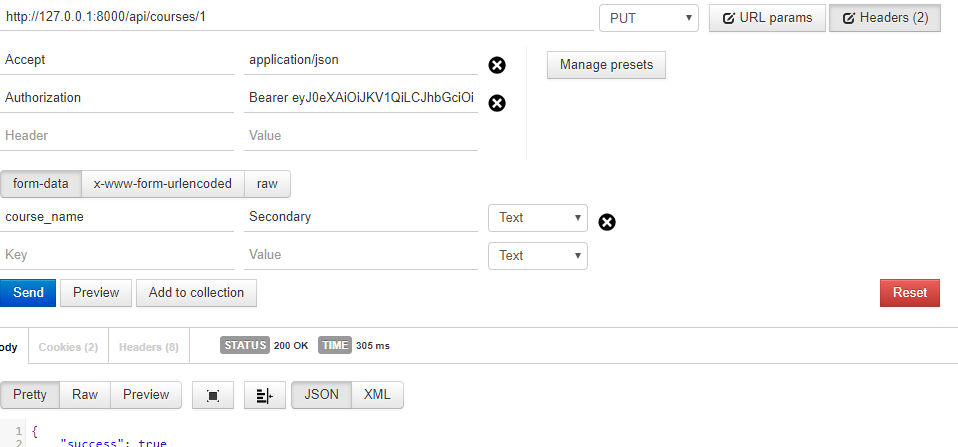 http://127.0.0.1:8000/api/courses/1 PUT URL params Headers (2)
Accept application/json Manage presets
Authorization Bearer eyJ0eXAiOiJKV1QiLCJhbGciOi
Header Value
form-data x-www-form-urlencoded raw
course_name Secondary Text
Key Value Text
Send Preview Add to collection Reset
ody Cookies (2) Headers (8) STATUS 200 OK TIME 305 ms
Pretty Raw Preview JSON XML
1 {
2 "success": true